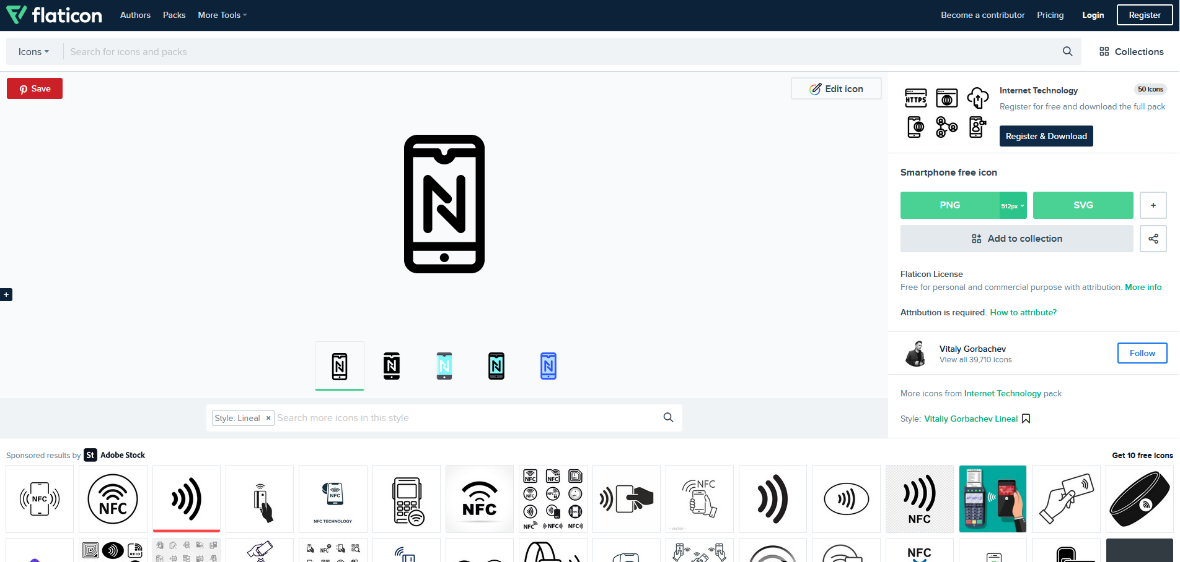 flaticon
Authors
Packs
More Tools
Become a contributor
Pricing
Login
Register
Icons
Search for icons and packs
Collections
Save
Edit icon
N
HTTPS
Internet Technology
50 Icons
Register for free and download the full pack
Register & Download
Smartphone free icon
PNG
512px
SVG
+
Add to collection
Flaticon License
Free for personal and commercial purpose with attribution. More info
Attribution is required. How to attribute?
+
Vitaly Gorbachev
View all 39,710 icons
Follow
N
N
N
N
N
More icons from Internet Technology pack
Style: Vitaliy Gorbachev Lineal
Style: Lineal ×
Search more icons in this style
Sponsored results by St Adobe Stock
Get 10 free icons
NFC
NFC
NFC
NFC TECHNOLOGY
NFC
NFC
NFC
NFC
NFC